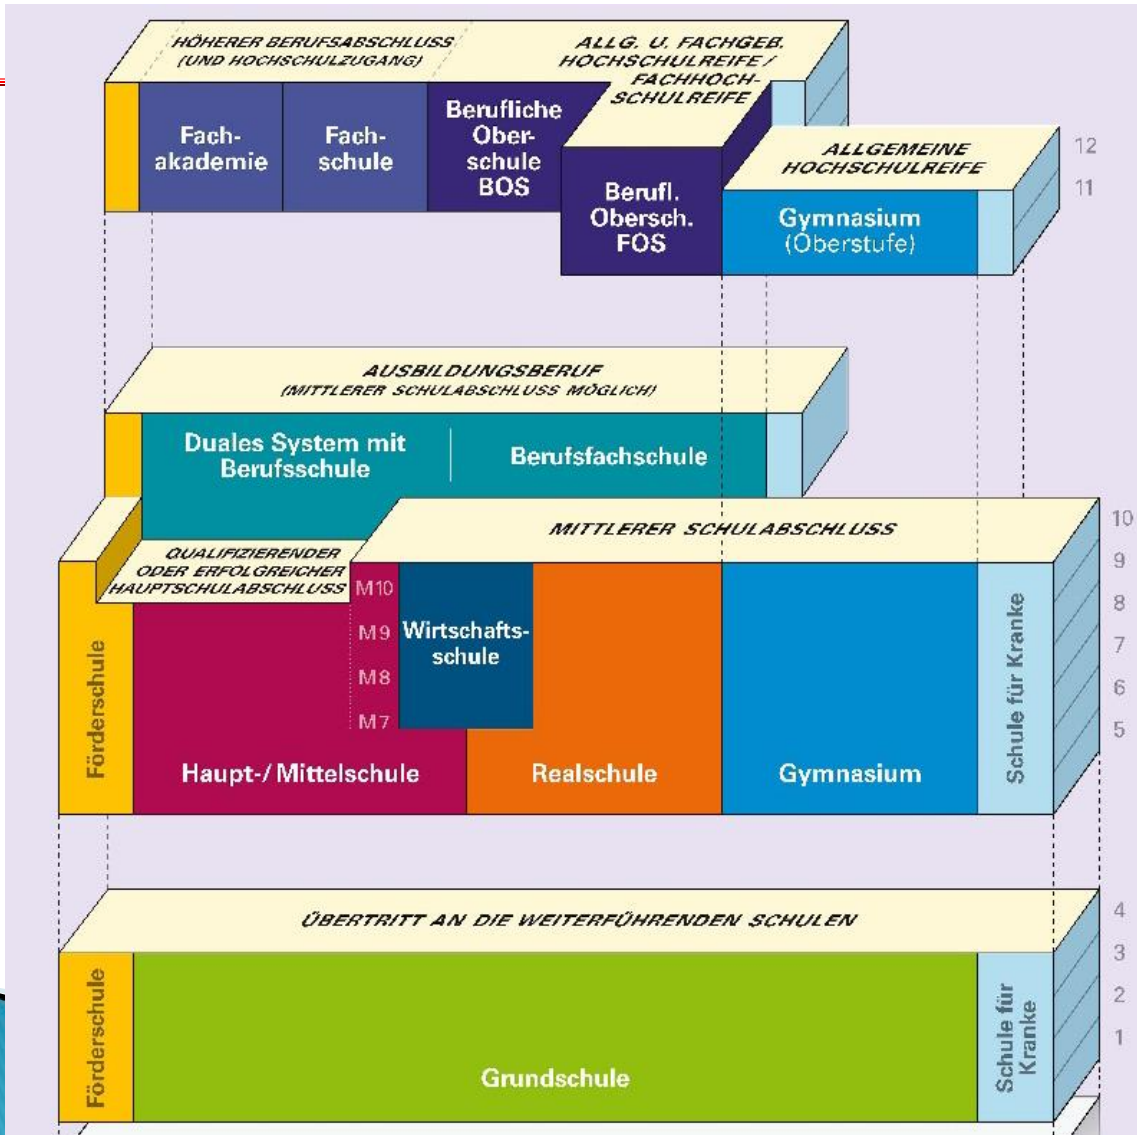 HÖHERER BERUFSABSCHLUSS
(UND HOCHSCHULZUGANG)
ALLG. U. FACHGEB.
HOCHSCHULREIFE /
FACHHOCH-
SCHULREIFE
Fach-
akademie
Fach-
schule
Berufliche
Ober-
schule
BOS
Berufl.
Obersch.
FOS
ALLGEMEINE
HOCHSCHULREIFE
Gymnasium
(Oberstufe)
12
11
AUSBILDUNGSBERUF
(MITTLERER SCHULABSCHLUSS MÖGLICH)
Duales System mit
Berufsschule
Berufsfachschule
MITTLERER SCHULABSCHLUSS
QUALIFIZIERENDER
ODER ERFOLGREICHER
HAUPTSCHULABSCHLUSS
M10
M9
M8
M7
Wirtschafts-
schule
Förderschule
Haupt-/ Mittelschule
Realschule
Gymnasium
Schule für Kranke
10
9
8
7
6
5
ÜBERTRITT AN DIE WEITERFÜHRENDEN SCHULEN
Förderschule
Grundschule
Schule für
Kranke
4
3
2
1